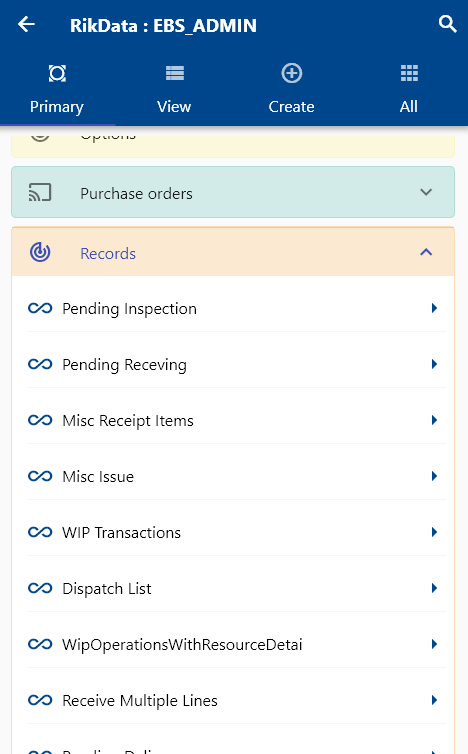 RikData : EBS_ADMIN
Primary
View
Create
All
Options
Purchase orders
Records
Pending Inspection
Pending Receving
Misc Receipt Items
Misc Issue
WIP Transactions
Dispatch List
WipOperationsWithResourceDetai
Receive Multiple Lines